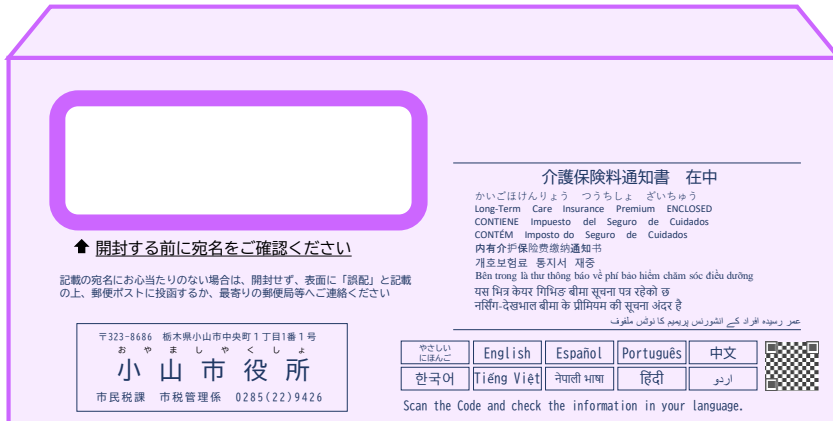 ⬆ 開封する前に宛名をご確認ください
記載の宛名にお心当たりのない場合は、開封せず、表面に「誤配」と記載
の上、郵便ポストに投函するか、最寄りの郵便局等へご連絡ください
〒323-8686 栃木県小山市中央町1丁目1番1号
お や ま し や く し ょ
小 山 市 役 所
市民税課 市税管理係 0285(22)9426
介護保険料通知書 在中
かいごほけんりょう つうちしょ ざいちゅう
Long-Term Care Insurance Premium ENCLOSED
CONTIENE Impuesto del Seguro de Cuidados
CONTÉM Imposto do Seguro de Cuidados
内有介护保险费缴纳通知书
개호보험료 통지서 재중
Bên trong là thư thông báo về phí bảo hiểm chăm sóc điều dưỡng
यस भित्र केयर गिभिङ बीमा सूचना पत्र रहेको छ
नर्सिंग-देखभाल बीमा के प्रीमियम की सूचना अंदर है
عمر رسیدہ افراد کے انشورنس پریمیم کا نوٹس ملفوف
やさしい
にほんご
English
Español
Português
中文
한국어
Tiếng Việt
नेपाली भाषा
हिंदी
اردو
Scan the Code and check the information in your language.